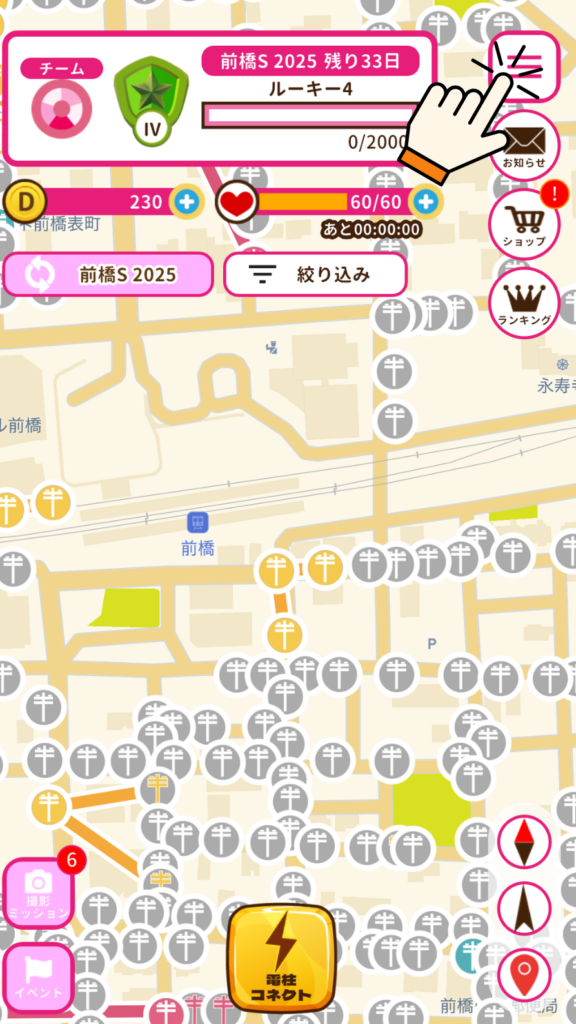 チーム
前橋S 2025 残り33日
ルーキー4
IV
0/2000
お知らせ
D
230
60/60
!
あと00:00:00
ショップ
前橋表町
前橋S 2025
絞り込み
ランキング
永寿寺
ル前橋
前橋
P
6
撮影
ミッション
電柱
コネクト
イベント
前橋
郵便局